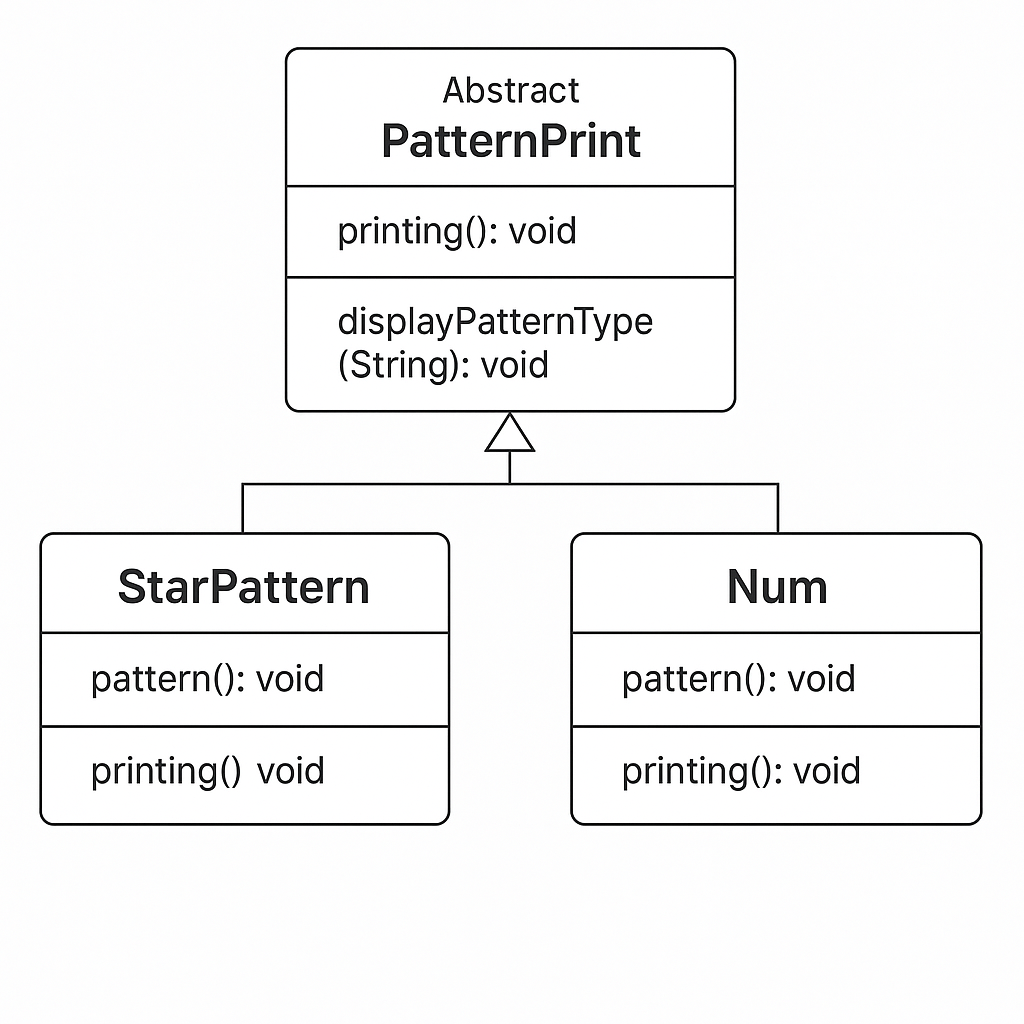 Abstract
PatternPrint
printing(): void
displayPatternType
(String): void
StarPattern
pattern(): void
printing() void
Num
pattern(): void
printing(): void